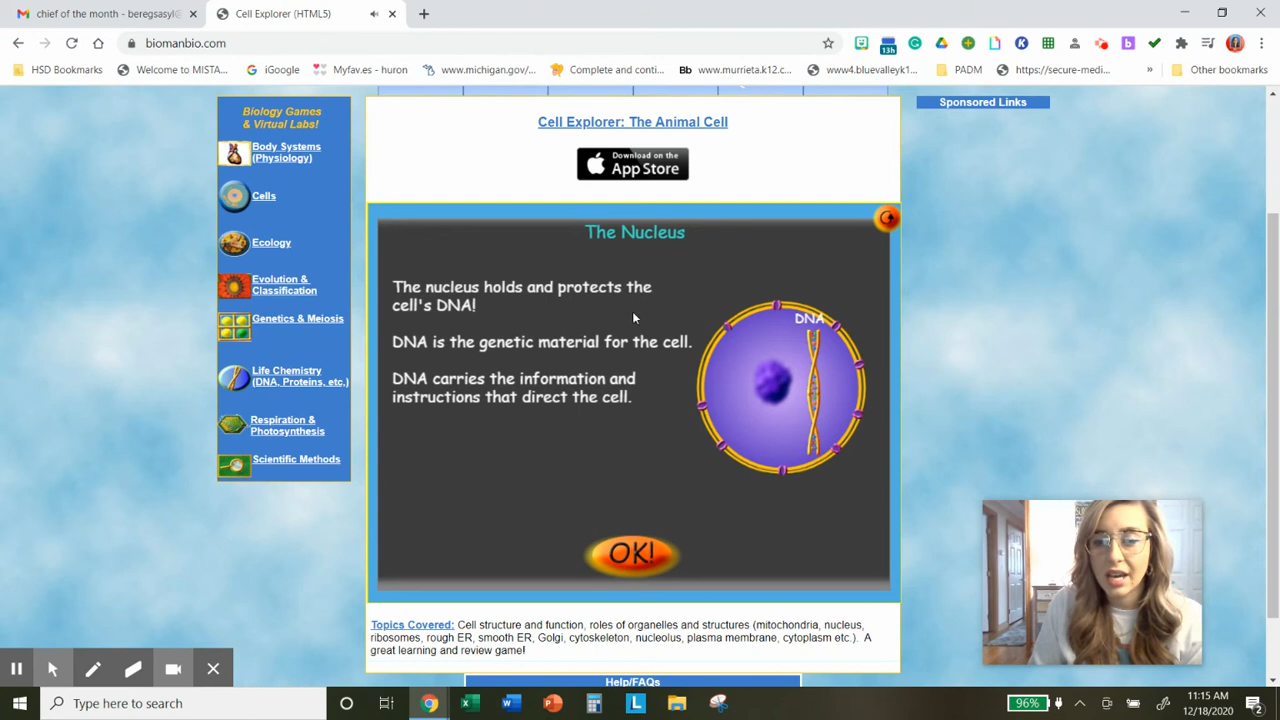 chief of the month - beregsasyl@
Cell Explorer (HTML5)
biomanbio.com
13h
HSD Bookmarks
Welcome to MISTA...
iGoogle
Myfav.es - huron
www.michigan.gov/...
Complete and conti...
Bb www.murrieta.k12.c...
www4.bluevalleyk1...
PADM
https://secure-medi...
»
Other bookmarks
Biology Games
& Virtual Labs!
Body Systems
(Physiology)
Cells
Ecology
Evolution &
Classification
Genetics & Meiosis
Life Chemistry
(DNA, Proteins, etc.)
Respiration &
Photosynthesis
Scientific Methods
Cell Explorer: The Animal Cell
Download on the
App Store
Sponsored Links
The Nucleus
The nucleus holds and protects the
cell's DNA!
DNA is the genetic material for the cell.
DNA carries the information and
instructions that direct the cell.
DNA
OK!
Topics Covered: Cell structure and function, roles of organelles and structures (mitochondria, nucleus,
ribosomes, rough ER, smooth ER, Golgi, cytoskeleton, nucleolus, plasma membrane, cytoplasm etc.). A
great learning and review game!
Help/FAQs
Type here to search
L
96%
11:15 AM
12/18/2020
2